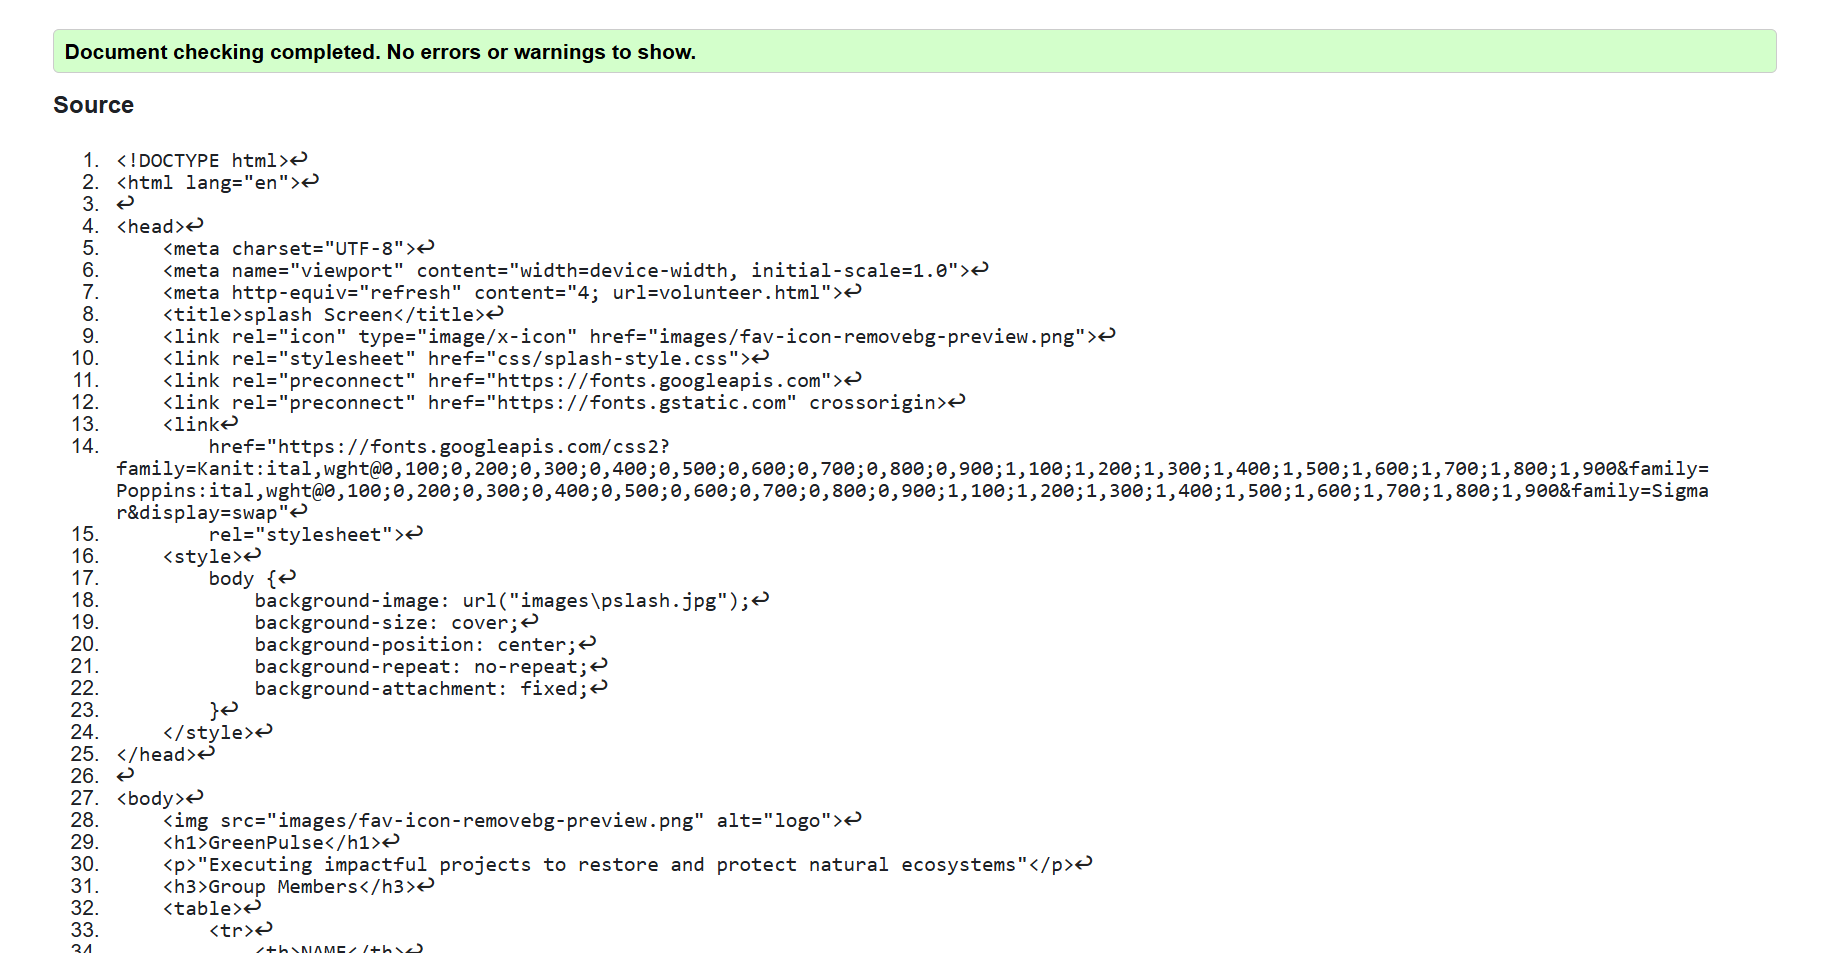 Document checking completed. No errors or warnings to show.
Source
1. <!DOCTYPE html>↩
2. <html lang="en">↩
3. ↩
4. <head>↩
5.     <meta charset="UTF-8">↩
6.     <meta name="viewport" content="width=device-width, initial-scale=1.0">↩
7.     <meta http-equiv="refresh" content="4; url=volunteer.html">↩
8.     <title>splash Screen</title>↩
9.     <link rel="icon" type="image/x-icon" href="images/fav-icon-removebg-preview.png">↩
10.     <link rel="stylesheet" href="css/splash-style.css">↩
11.     <link rel="preconnect" href="https://fonts.googleapis.com">↩
12.     <link rel="preconnect" href="https://fonts.gstatic.com" crossorigin>↩
13.     <link↩
14.         href="https://fonts.googleapis.com/css2?
family=Kanit:ital,wght@0,100;0,200;0,300;0,400;0,500;0,600;0,700;0,800;0,900;1,100;1,200;1,300;1,400;1,500;1,600;1,700;1,800;1,900&family=
Poppins:ital,wght@0,100;0,200;0,300;0,400;0,500;0,600;0,700;0,800;0,900;1,100;1,200;1,300;1,400;1,500;1,600;1,700;1,800;1,900&family=Sigma
r&display=swap"↩
15.         rel="stylesheet">↩
16.     <style>↩
17.         body {↩
18.             background-image: url("images\pslash.jpg");↩
19.             background-size: cover;↩
20.             background-position: center;↩
21.             background-repeat: no-repeat;↩
22.             background-attachment: fixed;↩
23.         }↩
24.     </style>↩
25. </head>↩
26. ↩
27. <body>↩
28.     <img src="images/fav-icon-removebg-preview.png" alt="logo">↩
29.     <h1>GreenPulse</h1>↩
30.     <p>"Executing impactful projects to restore and protect natural ecosystems"</p>↩
31.     <h3>Group Members</h3>↩
32.     <table>↩
33.         <tr>↩
34.             <th>NAME</th>↩